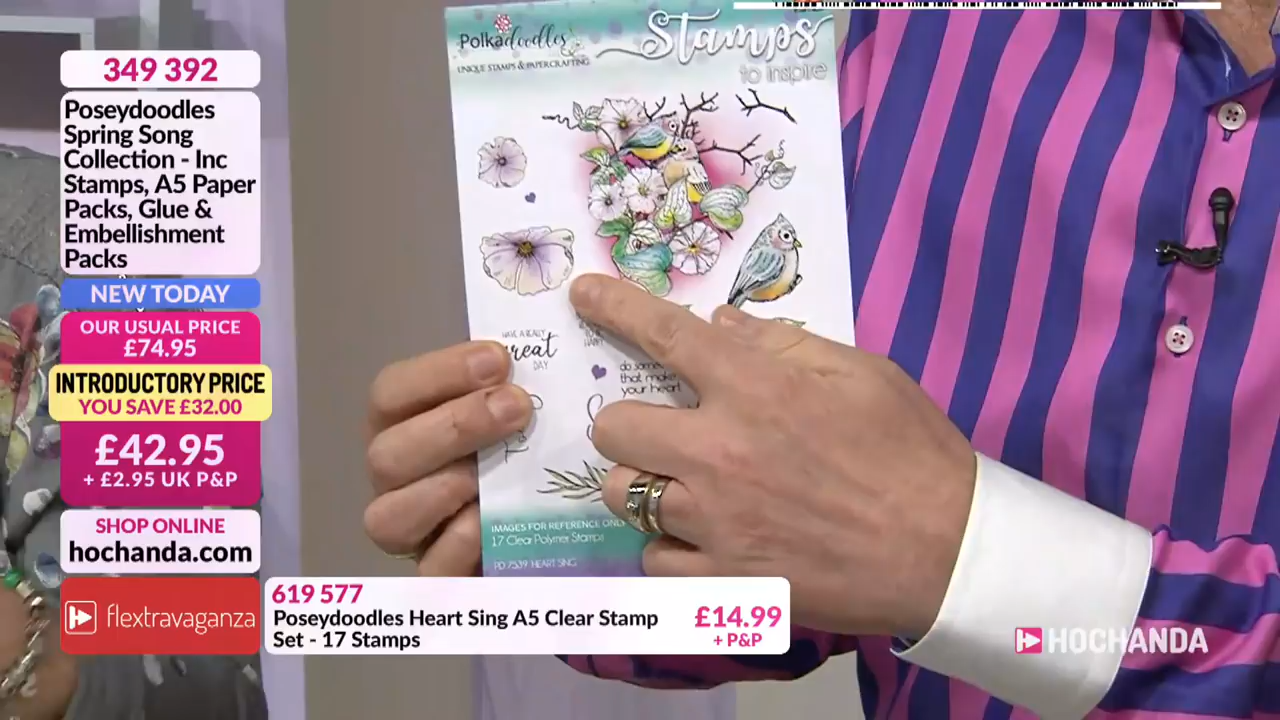 349 392
Poseydoodles
Spring Song
Collection - Inc
Stamps, A5 Paper
Packs, Glue &
Embellishment
Packs
NEW TODAY
OUR USUAL PRICE
£74.95
INTRODUCTORY PRICE
YOU SAVE £32.00
£42.95
+ £2.95 UK P&P
SHOP ONLINE
hochanda.com
flextravaganza
619 577
Poseydoodles Heart Sing A5 Clear Stamp
Set - 17 Stamps
£14.99
+ P&P
HOCHANDA
Polkadoodles
UNIQUE STAMPS & PAPERCRAFTING
Stamps
to inspire
HAVE A REALLY
great
DAY
HAPPY
do
that make
your heart
IMAGES FOR REFERENCE ONLY
17 Clear Polymer Stamps
PD 7539 HEART SING